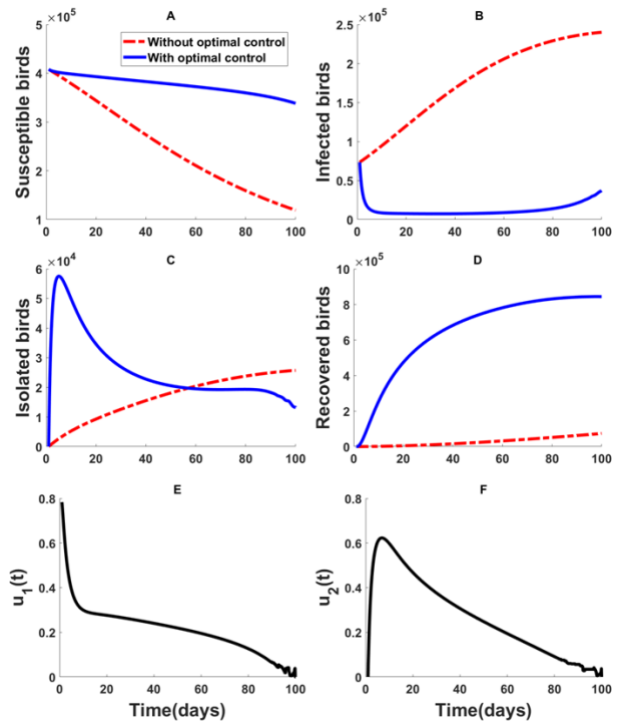 A
×10^5
5
4
3
2
1
Susceptible birds
Without optimal control
With optimal control
0 20 40 60 80 100
B
×10^5
2.5
2
1.5
1
0.5
0
Infected birds
0 20 40 60 80 100
C
×10^4
6
5
4
3
2
1
0
Isolated birds
0 20 40 60 80 100
D
×10^5
10
8
6
4
2
0
Recovered birds
0 20 40 60 80 100
E
0.8
0.6
0.4
0.2
0
u_1(t)
0 20 40 60 80 100
Time(days)
F
0.8
0.6
0.4
0.2
0
u_2(t)
0 20 40 60 80 100
Time(days)